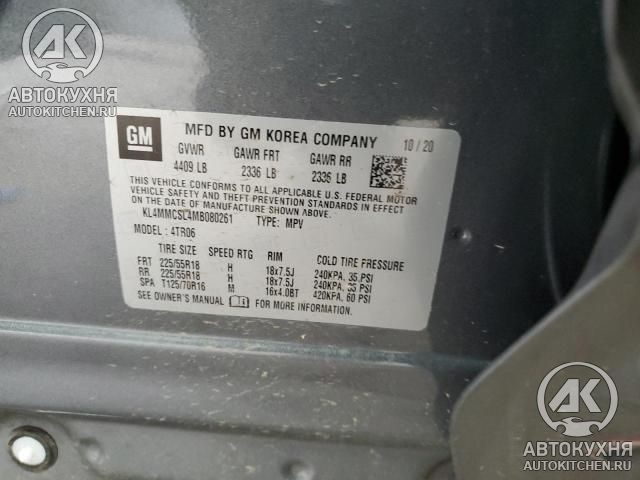 AK
АВТОКУХНЯ
AUTOKITCHEN.RU
GM MFD BY GM KOREA COMPANY 10/20
GVWR GAWR FRT GAWR RR
4409 LB 2336 LB 2336 LB
THIS VEHICLE CONFORMS TO ALL APPLICABLE U.S. FEDERAL MOTOR
VEHICLE SAFETY AND THEFT PREVENTION STANDARDS IN EFFECT
ON THE DATE OF MANUFACTURE SHOWN ABOVE.
KL4MMCSL4MB080261 TYPE: MPV
MODEL: 4TR06
TIRE SIZE SPEED RTG RIM COLD TIRE PRESSURE
FRT 225/55R18 H 18x7.5J 240KPA, 35 PSI
RR 225/55R18 H 18x7.5J 240KPA, 35 PSI
SPA T125/70R16 M 16x4.0BT 420KPA, 60 PSI
SEE OWNER'S MANUAL FOR MORE INFORMATION.
AK
АВТОКУХНЯ
AUTOKITCHEN.RU